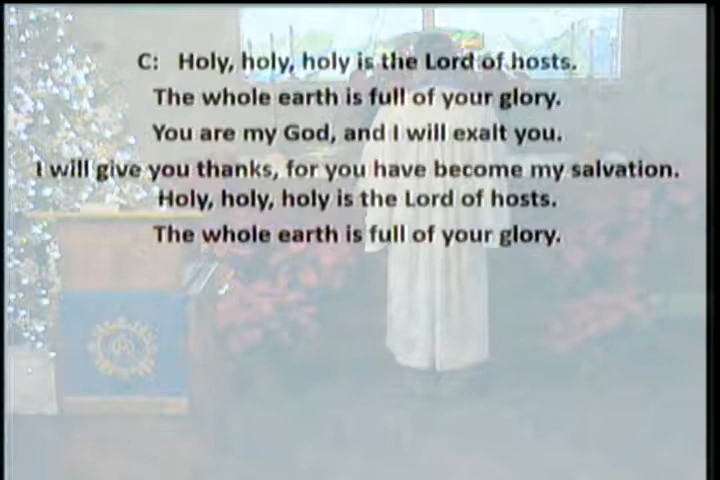 C: Holy, holy, holy is the Lord of hosts.
The whole earth is full of your glory.
You are my God, and I will exalt you.
I will give you thanks, for you have become my salvation.
Holy, holy, holy is the Lord of hosts.
The whole earth is full of your glory.